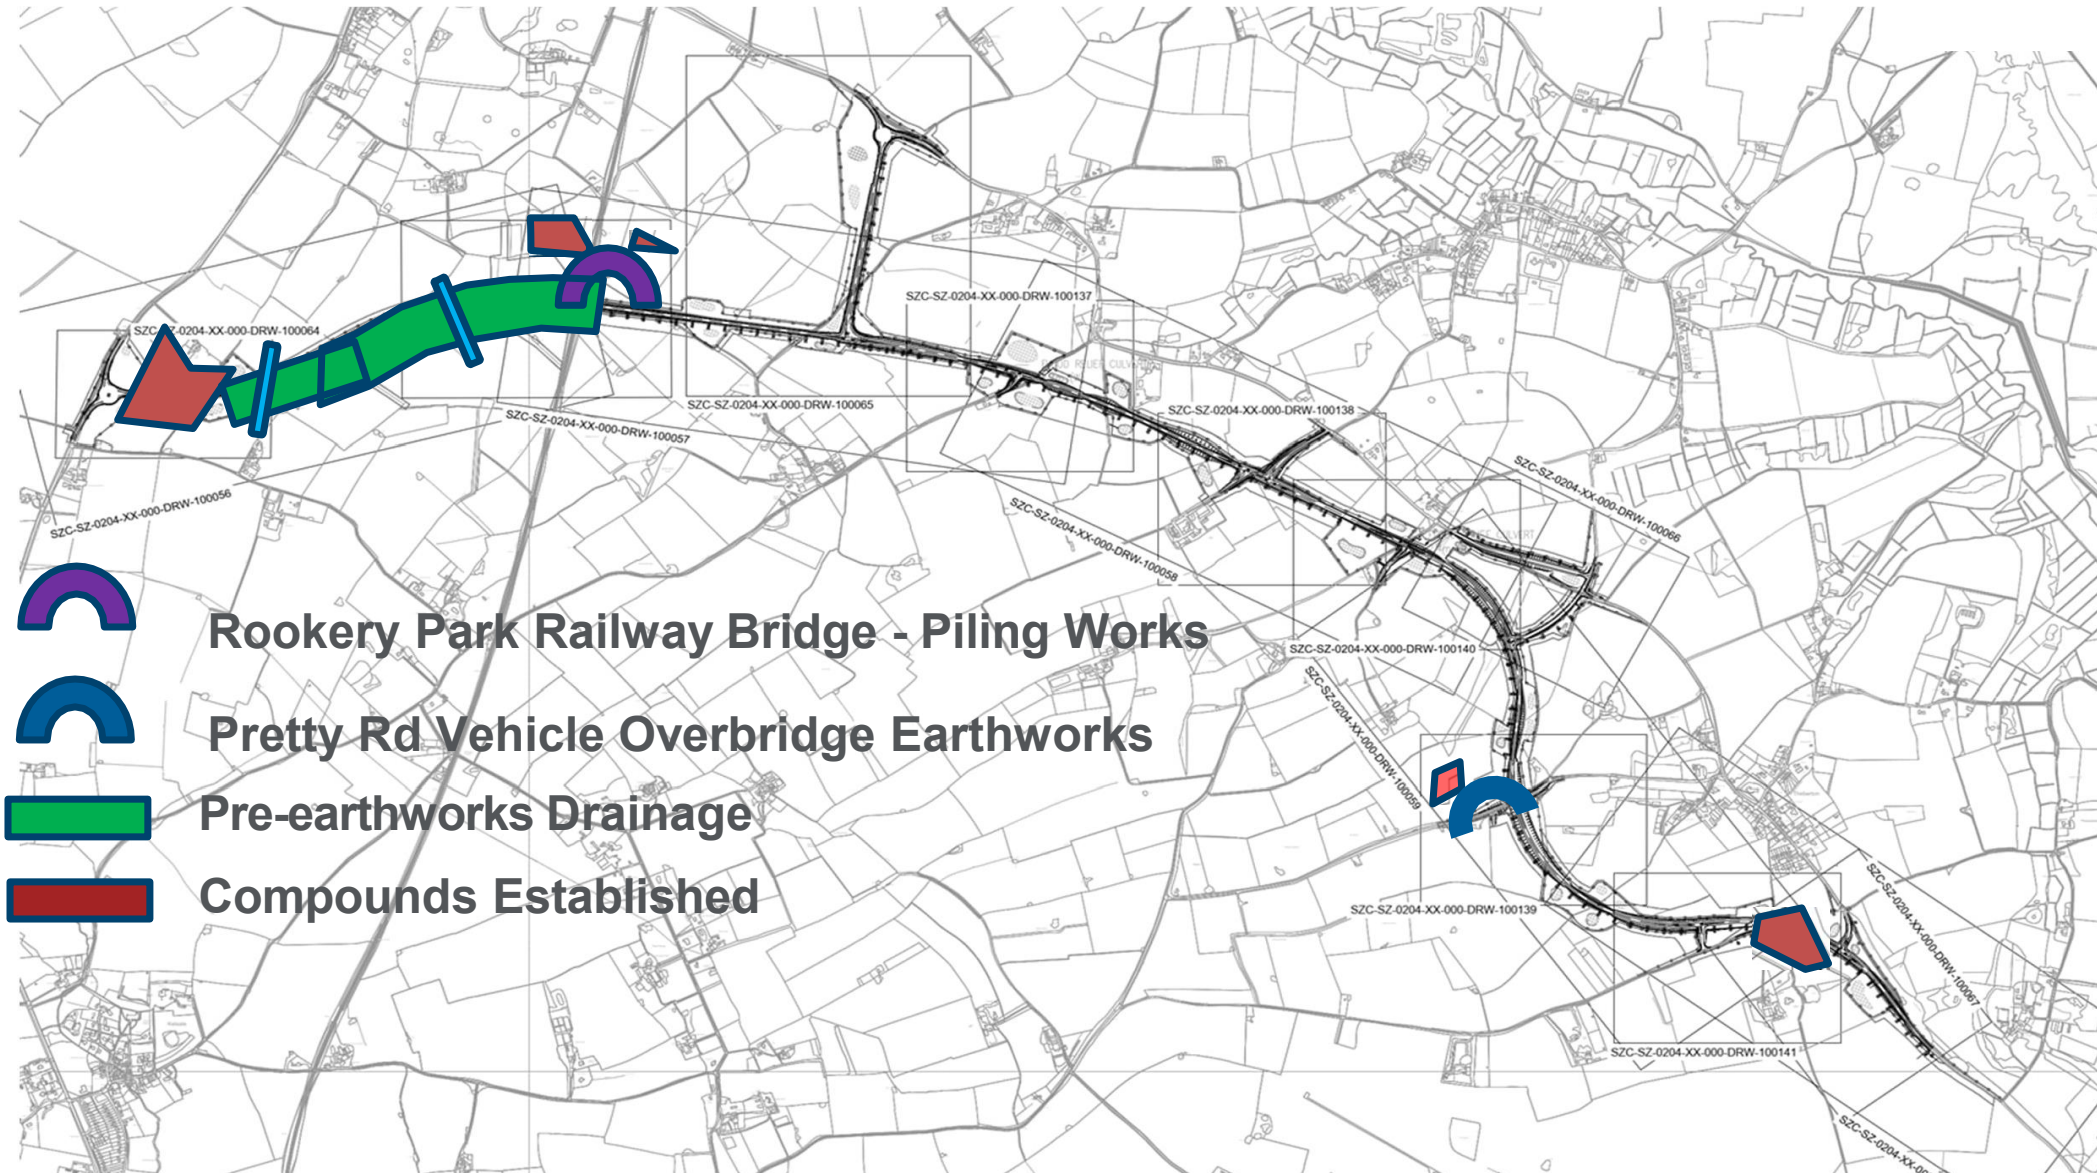 SZC-SZ-0204-XX-000-DRW-100137
SZC-SZ-0204-XX-000-DRW-100064
SZC-SZ-0204-XX-000-DRW-100065
SZC-SZ-0204-XX-000-DRW-100138
SZC-SZ-0204-XX-000-DRW-100057
SZC-SZ-0204-XX-000-DRW-100056
SZC-SZ-0204-XX-000-DRW-100066
SZC-SZ-0204-XX-000-DRW-100058
CULVERT
Rookery Park Railway Bridge - Piling Works
SZC-SZ-0204-XX-000-DRW-100140
SZC-SZ-0204-XX-000-DRW-100059
Pretty Rd Vehicle Overbridge Earthworks
Pre-earthworks Drainage
Compounds Established
SZC-SZ-0204-XX-000-DRW-100139
SZC-SZ-0204-XX-000-DRW-100067
SZC-SZ-0204-XX-000-DRW-100141